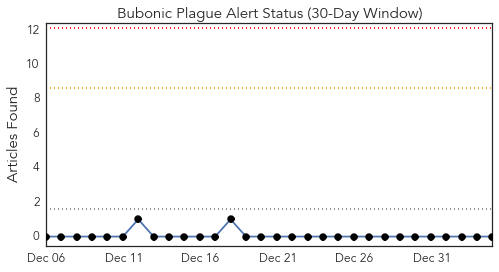 Bubonic Plague Alert Status (30-Day Window)
Articles Found
12
10
8
6
4
2
0
Dec 06 Dec 11 Dec 16 Dec 21 Dec 26 Dec 31